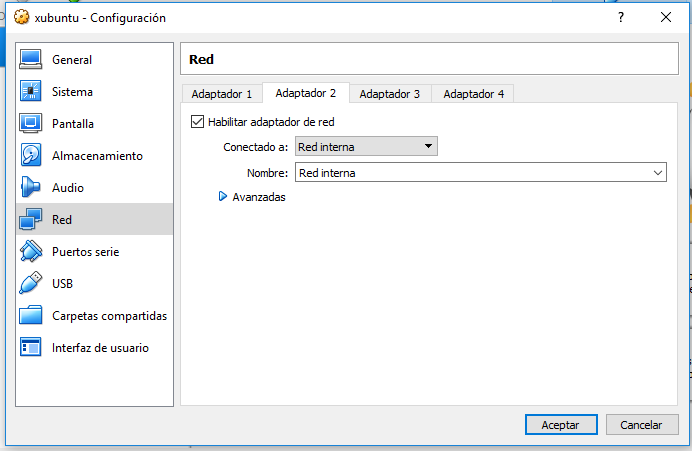 xubuntu - Configuración
?
General
Sistema
Pantalla
Almacenamiento
Audio
Red
Puertos serie
USB
Carpetas compartidas
Interfaz de usuario
Red
Adaptador 1 Adaptador 2 Adaptador 3 Adaptador 4
Habilitar adaptador de red
Conectado a: Red interna
Nombre: Red interna
Avanzadas
Aceptar Cancelar